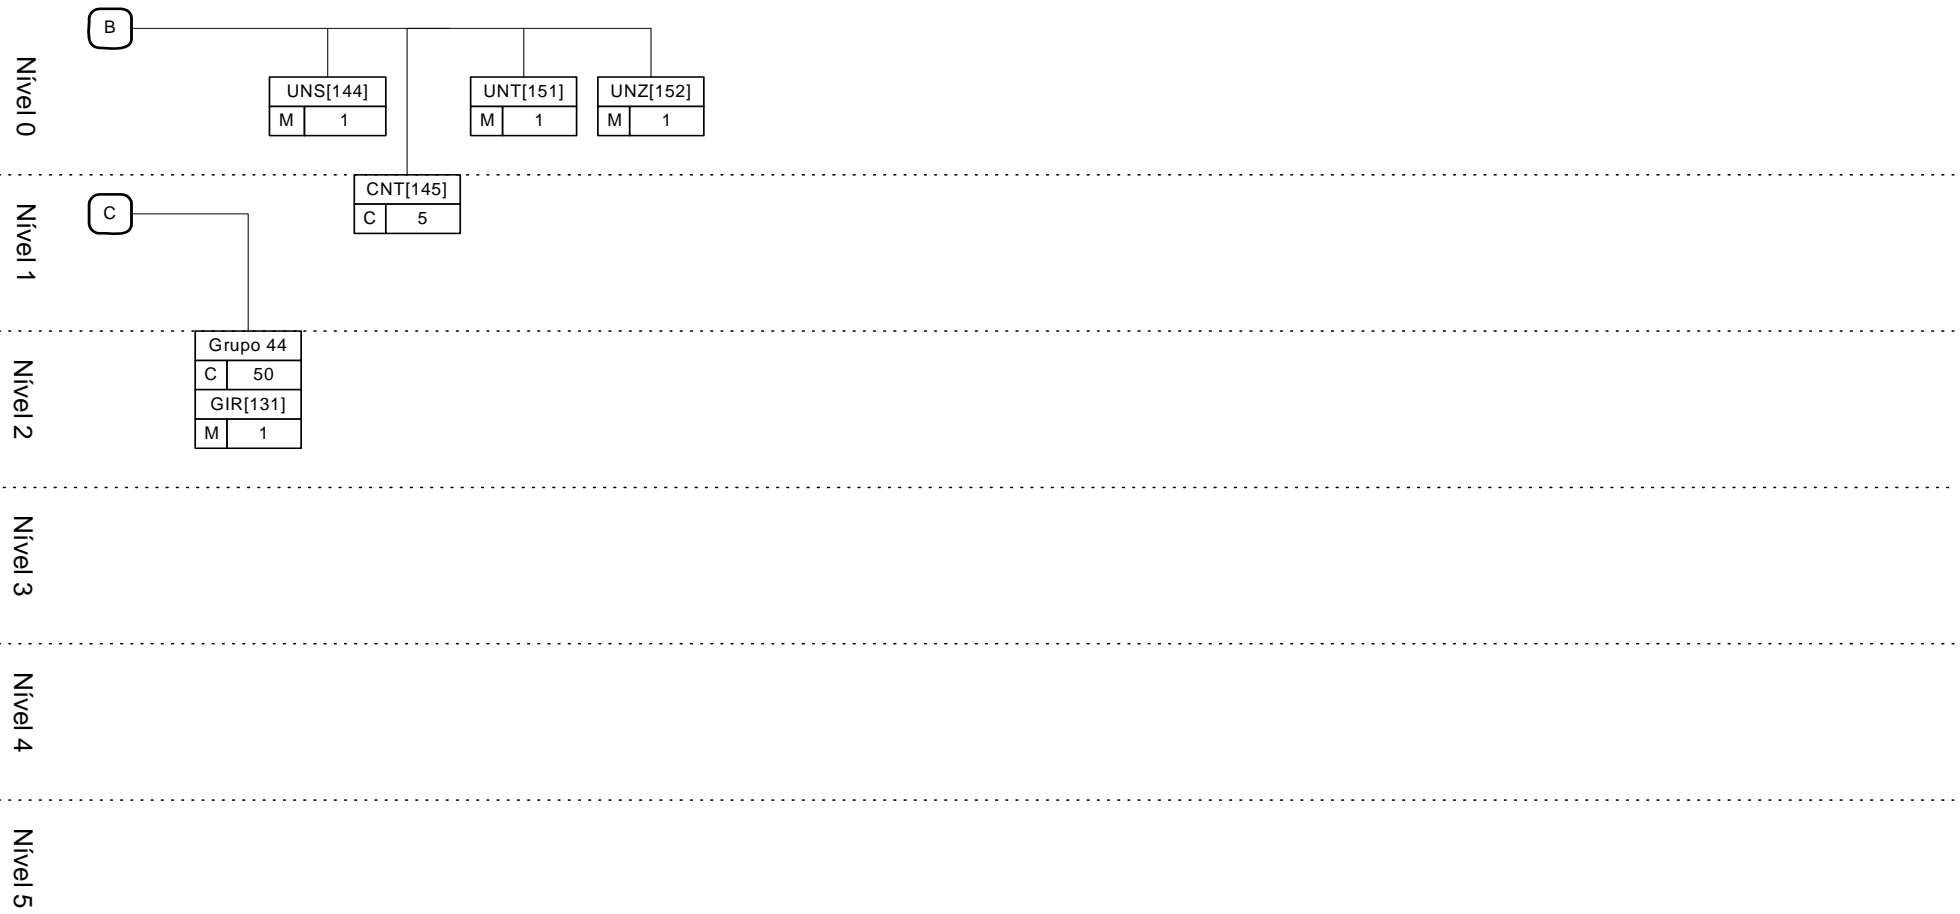 B
Nível 0
UNS[144]
M 1
UNT[151]
M 1
UNZ[152]
M 1
CNT[145]
C 5
Nível 1
C
Nível 2
Grupo 44
C 50
GIR[131]
M 1
Nível 3
Nível 4
Nível 5